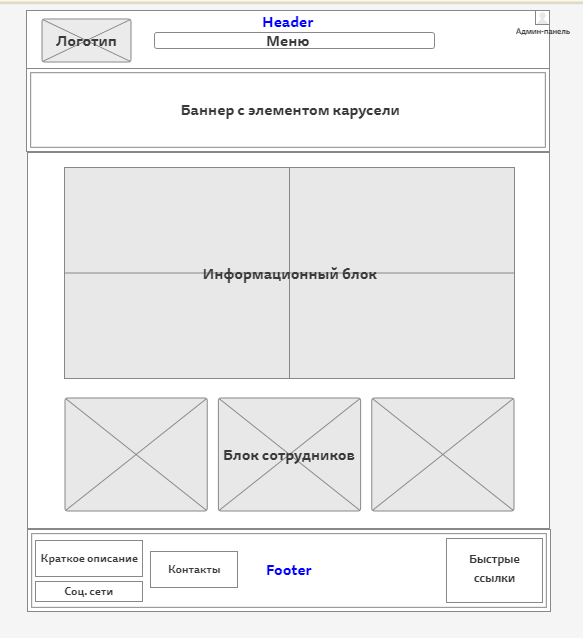 Header
Логотип
Меню
Админ-панель
Баннер с элементом карусели
Информационный блок
Блок сотрудников
Краткое описание
Соц. сети
Контакты
Footer
Быстрые
ссылки